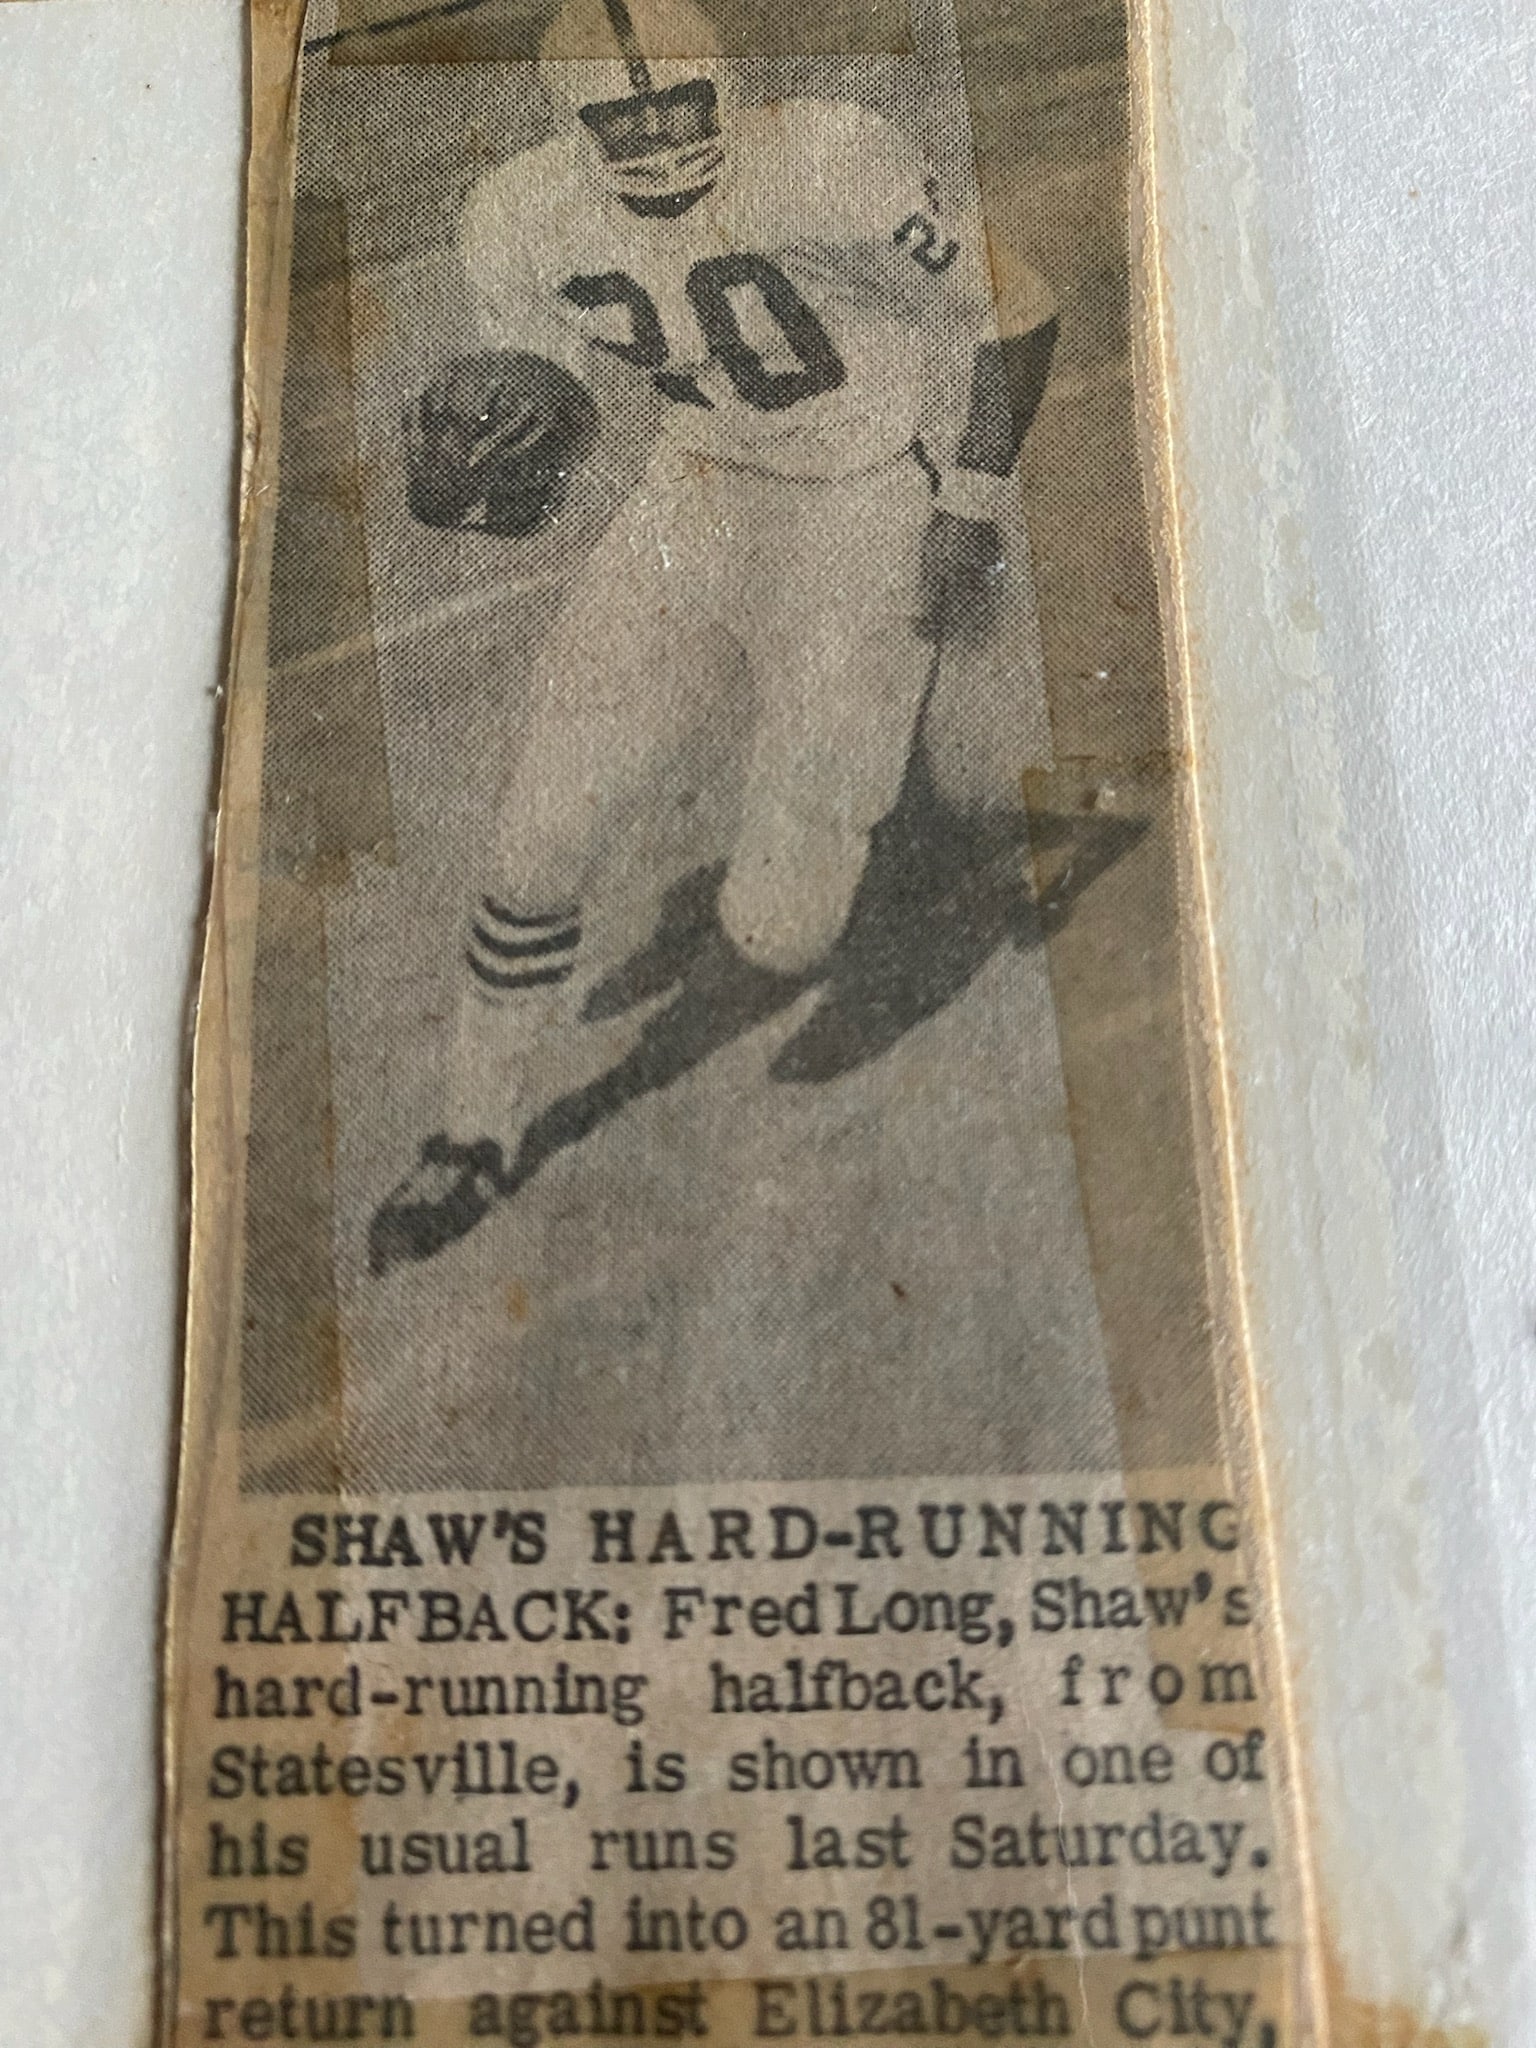 2
20
SHAW'S HARD-RUNNING
HALFBACK: Fred Long, Shaw's
hard-running halfback, from
Statesville, is shown in one of
his usual runs last Saturday.
This turned into an 81-yard punt
return against Elizabeth City,